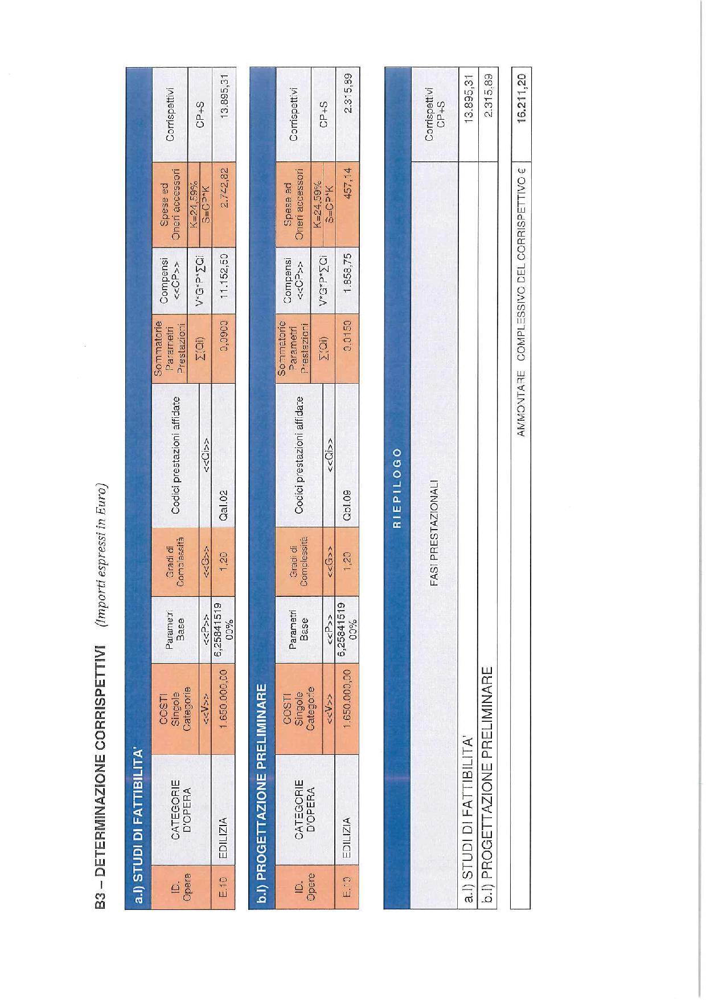 B3 – DETERMINAZIONE CORRISPETTIVI (Importi espressi in Euro)
a.I) STUDI DI FATTIBILITA'
ID. Opere CATEGORIE D'OPERA COSTI Singole Categorie Parametri Base Gradi di Complessità Codici prestazioni affidate Sommatorie Parametri Prestazioni Compensi <<CP>> Spese ed Oneri accessori Corrispettivi
<<V>> <<P>> <<G>> <<Qi>> Σ(Qi) V*G*P*ΣQi K=24,59% S=CP*K CP+S
E.10 EDILIZIA 1.650.000,00 6,25841519 00% 1,20 QaI.02 0,0900 11.152,50 2.742,82 13.895,31
b.I) PROGETTAZIONE PRELIMINARE
ID. Opere CATEGORIE D'OPERA COSTI Singole Categorie Parametri Base Gradi di Complessità Codici prestazioni affidate Sommatorie Parametri Prestazioni Compensi <<CP>> Spese ed Oneri accessori Corrispettivi
<<V>> <<P>> <<G>> <<Qi>> Σ(Qi) V*G*P*ΣQi K=24,59% S=CP*K CP+S
E.10 EDILIZIA 1.650.000,00 6,25841519 00% 1,20 QbI.09 0.0150 1.858,75 457,14 2.315,89
RIEPILOGO
FASI PRESTAZIONALI Corrispettivi CP+S
a.I) STUDI DI FATTIBILITA' 13.895,31
b.I) PROGETTAZIONE PRELIMINARE 2.315,89
AMMONTARE COMPLESSIVO DEL CORRISPETTIVO € 16.211,20